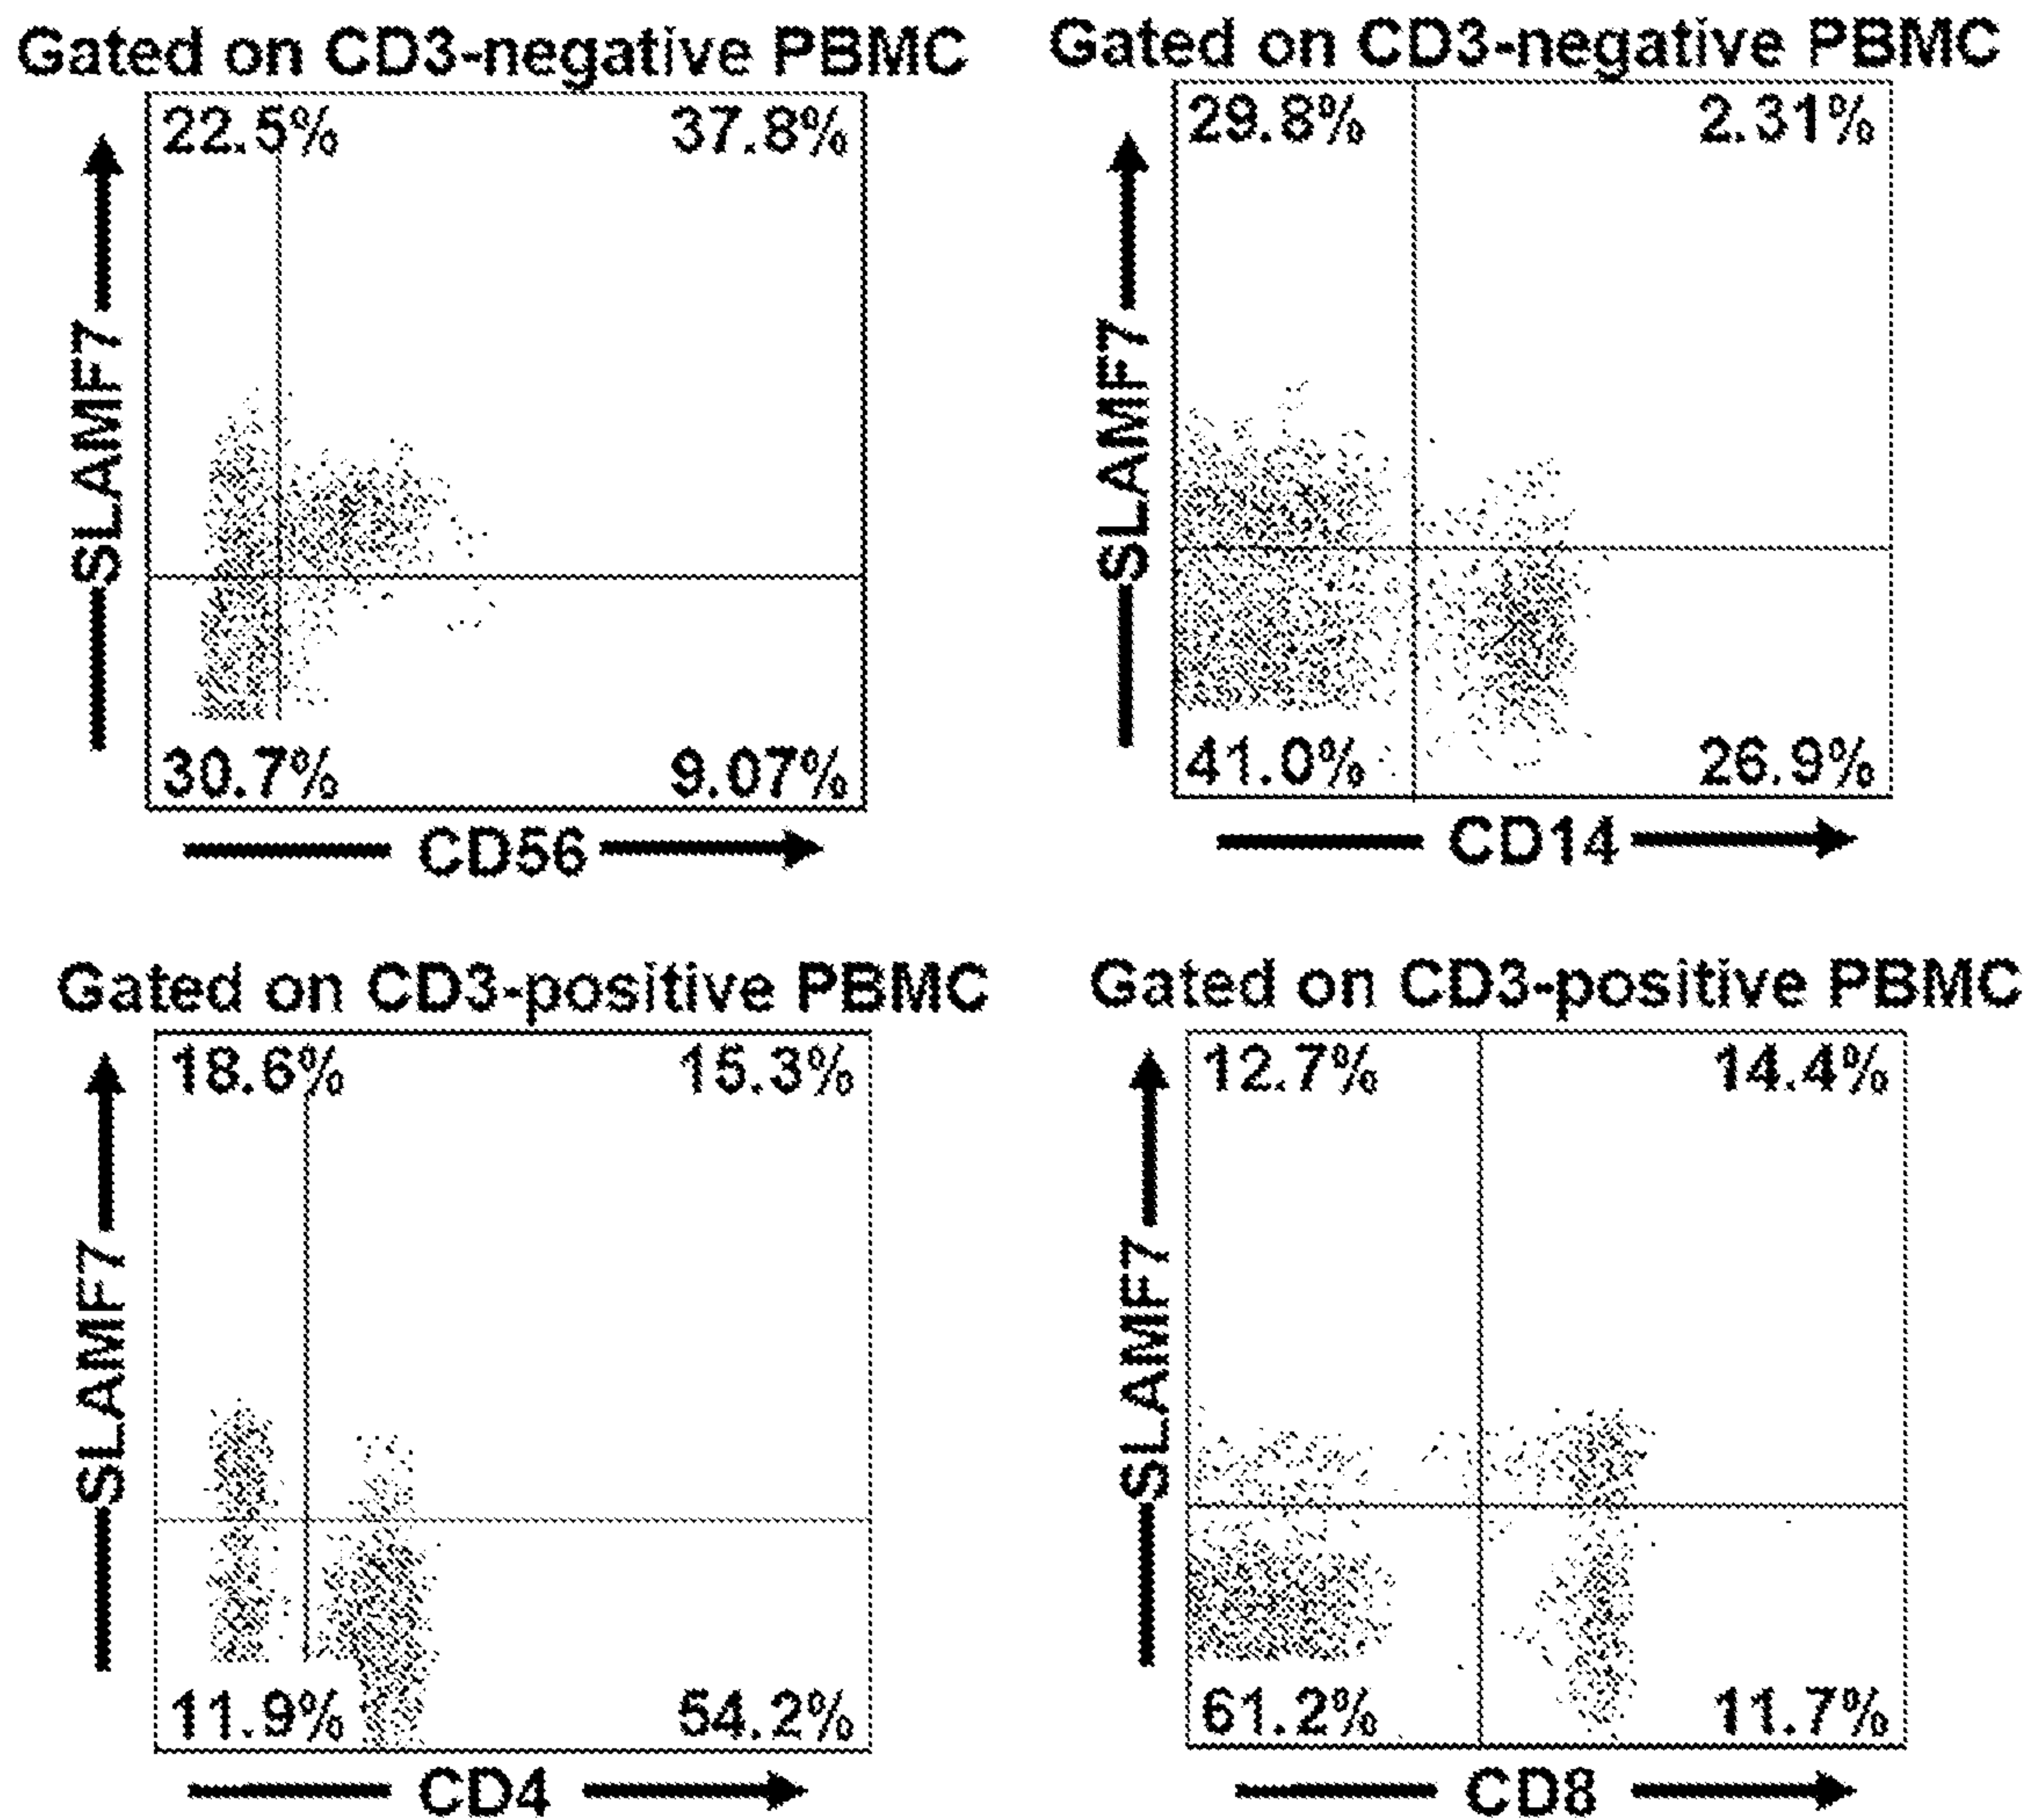 Gated on CD3-negative PBMC
22.5% 37.8%
SLAMF7
30.7% 9.07%
CD56
Gated on CD3-negative PBMC
29.8% 2.31%
SLAMF7
41.0% 26.9%
CD14
Gated on CD3-positive PBMC
18.6% 15.3%
SLAMF7
11.9% 54.2%
CD4
Gated on CD3-positive PBMC
12.7% 14.4%
SLAMF7
61.2% 11.7%
CD8